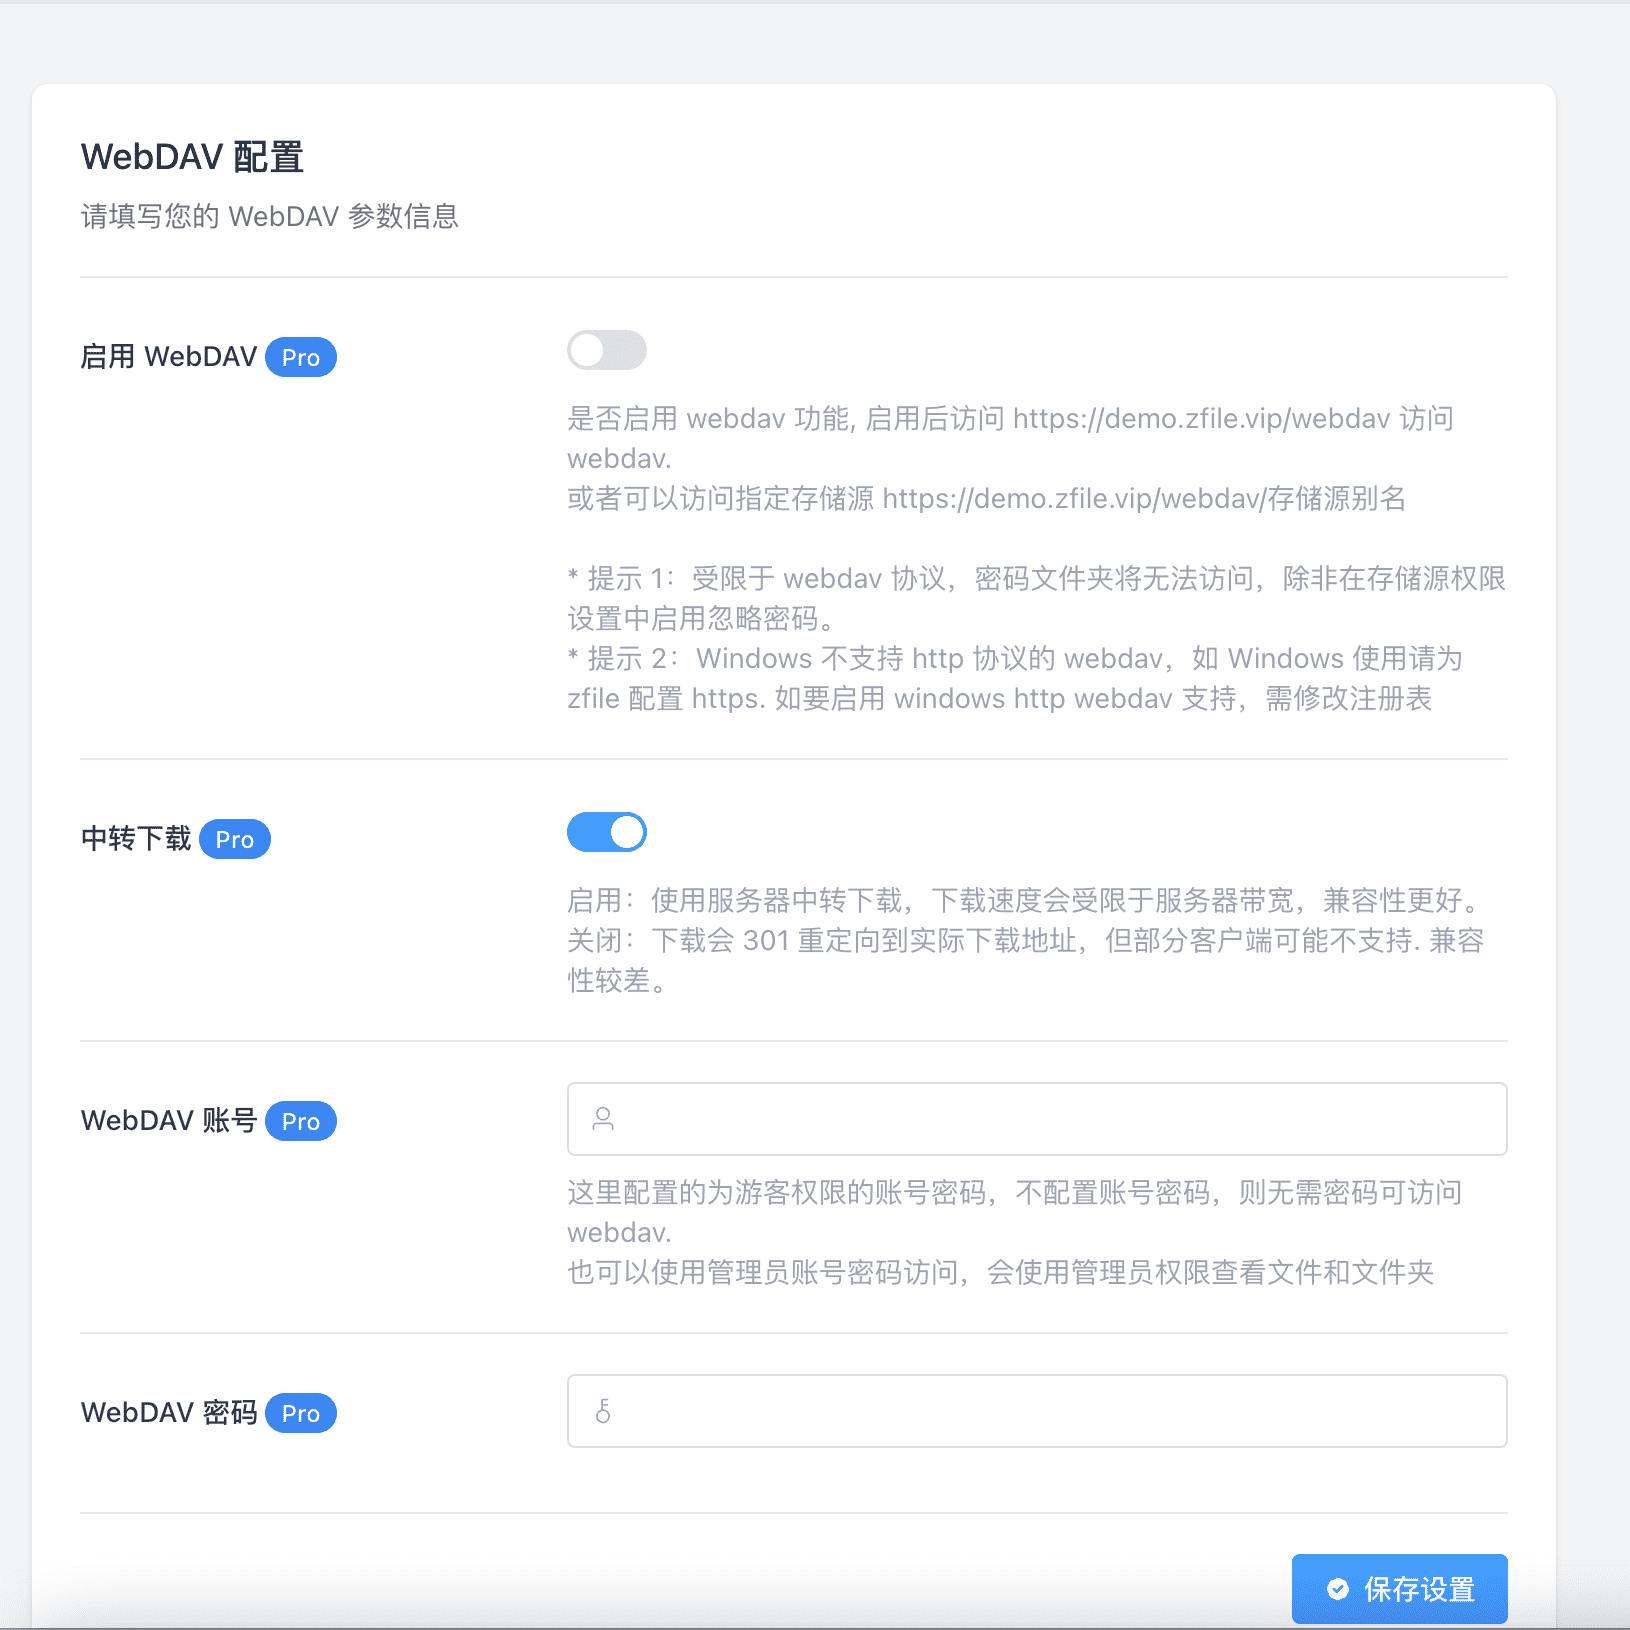 WebDAV 配置
请填写您的 WebDAV 参数信息
启用 WebDAV Pro
是否启用 webdav 功能, 启用后访问 https://demo.zfile.vip/webdav 访问
webdav.
或者可以访问指定存储源 https://demo.zfile.vip/webdav/存储源别名
* 提示 1：受限于 webdav 协议，密码文件夹将无法访问，除非在存储源权限
设置中启用忽略密码。
* 提示 2：Windows 不支持 http 协议的 webdav，如 Windows 使用请为
zfile 配置 https. 如要启用 windows http webdav 支持，需修改注册表
中转下载 Pro
启用：使用服务器中转下载，下载速度会受限于服务器带宽，兼容性更好。
关闭：下载会 301 重定向到实际下载地址，但部分客户端可能不支持. 兼容
性较差。
WebDAV 账号 Pro
这里配置的为游客权限的账号密码，不配置账号密码，则无需密码可访问
webdav.
也可以使用管理员账号密码访问，会使用管理员权限查看文件和文件夹
WebDAV 密码 Pro
保存设置